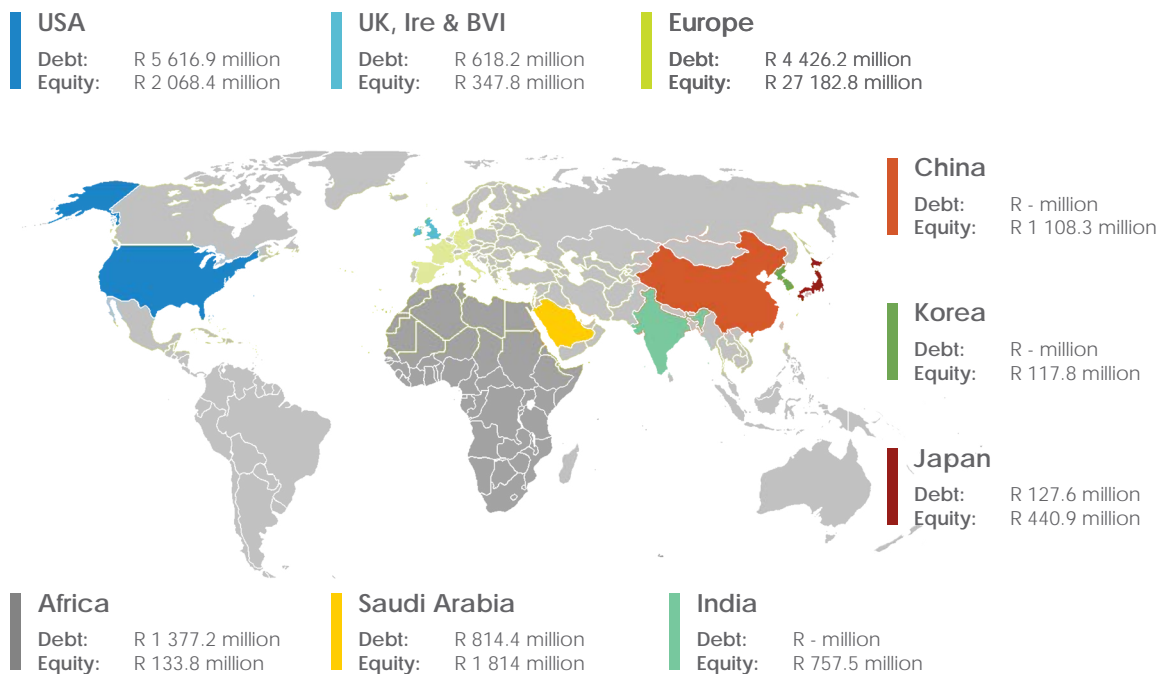 USA
Debt: R 5 616.9 million
Equity: R 2 068.4 million
UK, Ire & BVI
Debt: R 618.2 million
Equity: R 347.8 million
Europe
Debt: R 4 426.2 million
Equity: R 27 182.8 million
China
Debt: R - million
Equity: R 1 108.3 million
Korea
Debt: R - million
Equity: R 117.8 million
Japan
Debt: R 127.6 million
Equity: R 440.9 million
Africa
Debt: R 1 377.2 million
Equity: R 133.8 million
Saudi Arabia
Debt: R 814.4 million
Equity: R 1 814 million
India
Debt: R - million
Equity: R 757.5 million